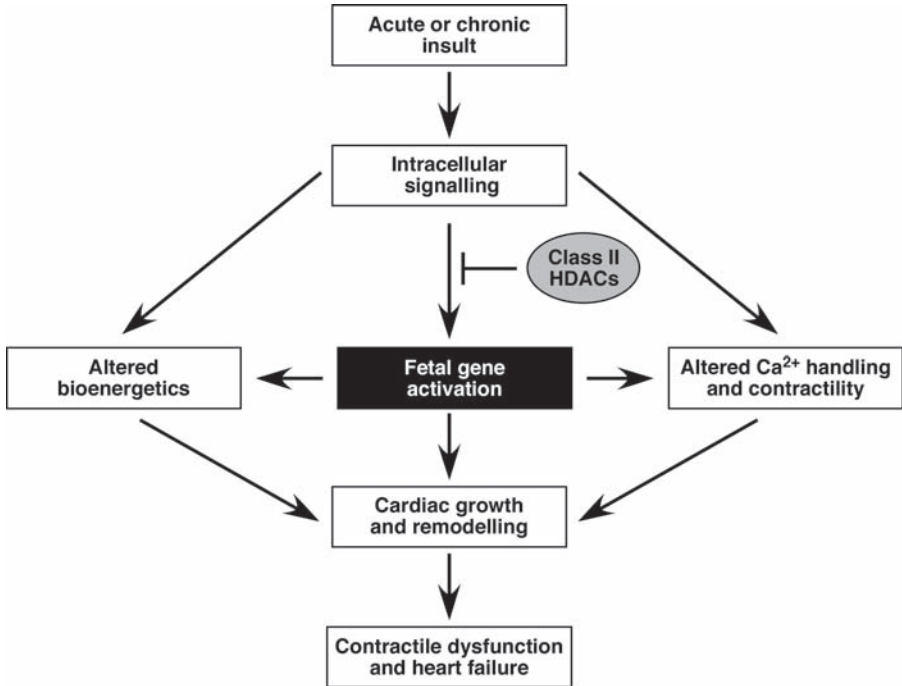 Acute or chronic
insult
Intracellular
signalling
Class II
HDACs
Altered
bioenergetics
Fetal gene
activation
Altered Ca²⁺ handling
and contractility
Cardiac growth
and remodelling
Contractile dysfunction
and heart failure